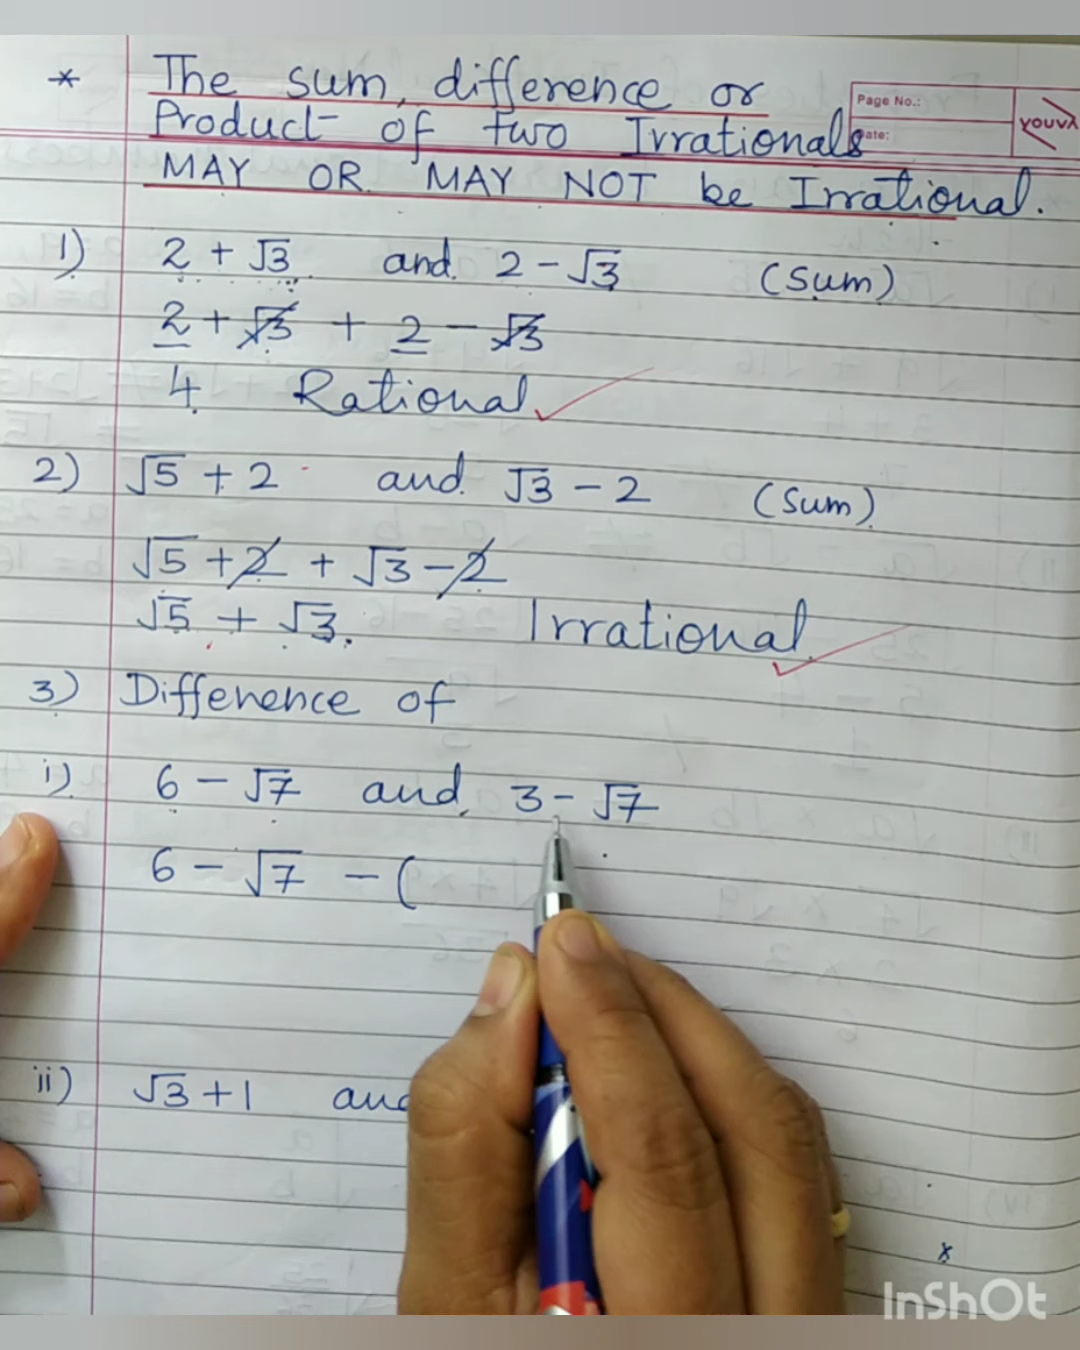 * The sum, difference or
Product of two Irrationals
MAY OR MAY NOT be Irrational.
Page No.:
Date:
YOUVA
1) 2 + √3 and 2 - √3 (Sum)
2 + √3 + 2 - √3
4 Rational
2) √5 + 2 and √3 - 2 (Sum)
√5 + 2 + √3 - 2
√5 + √3. Irrational
3) Difference of
i) 6 - √7 and 3 - √7
6 - √7 - (
ii) √3 + 1
InShOt